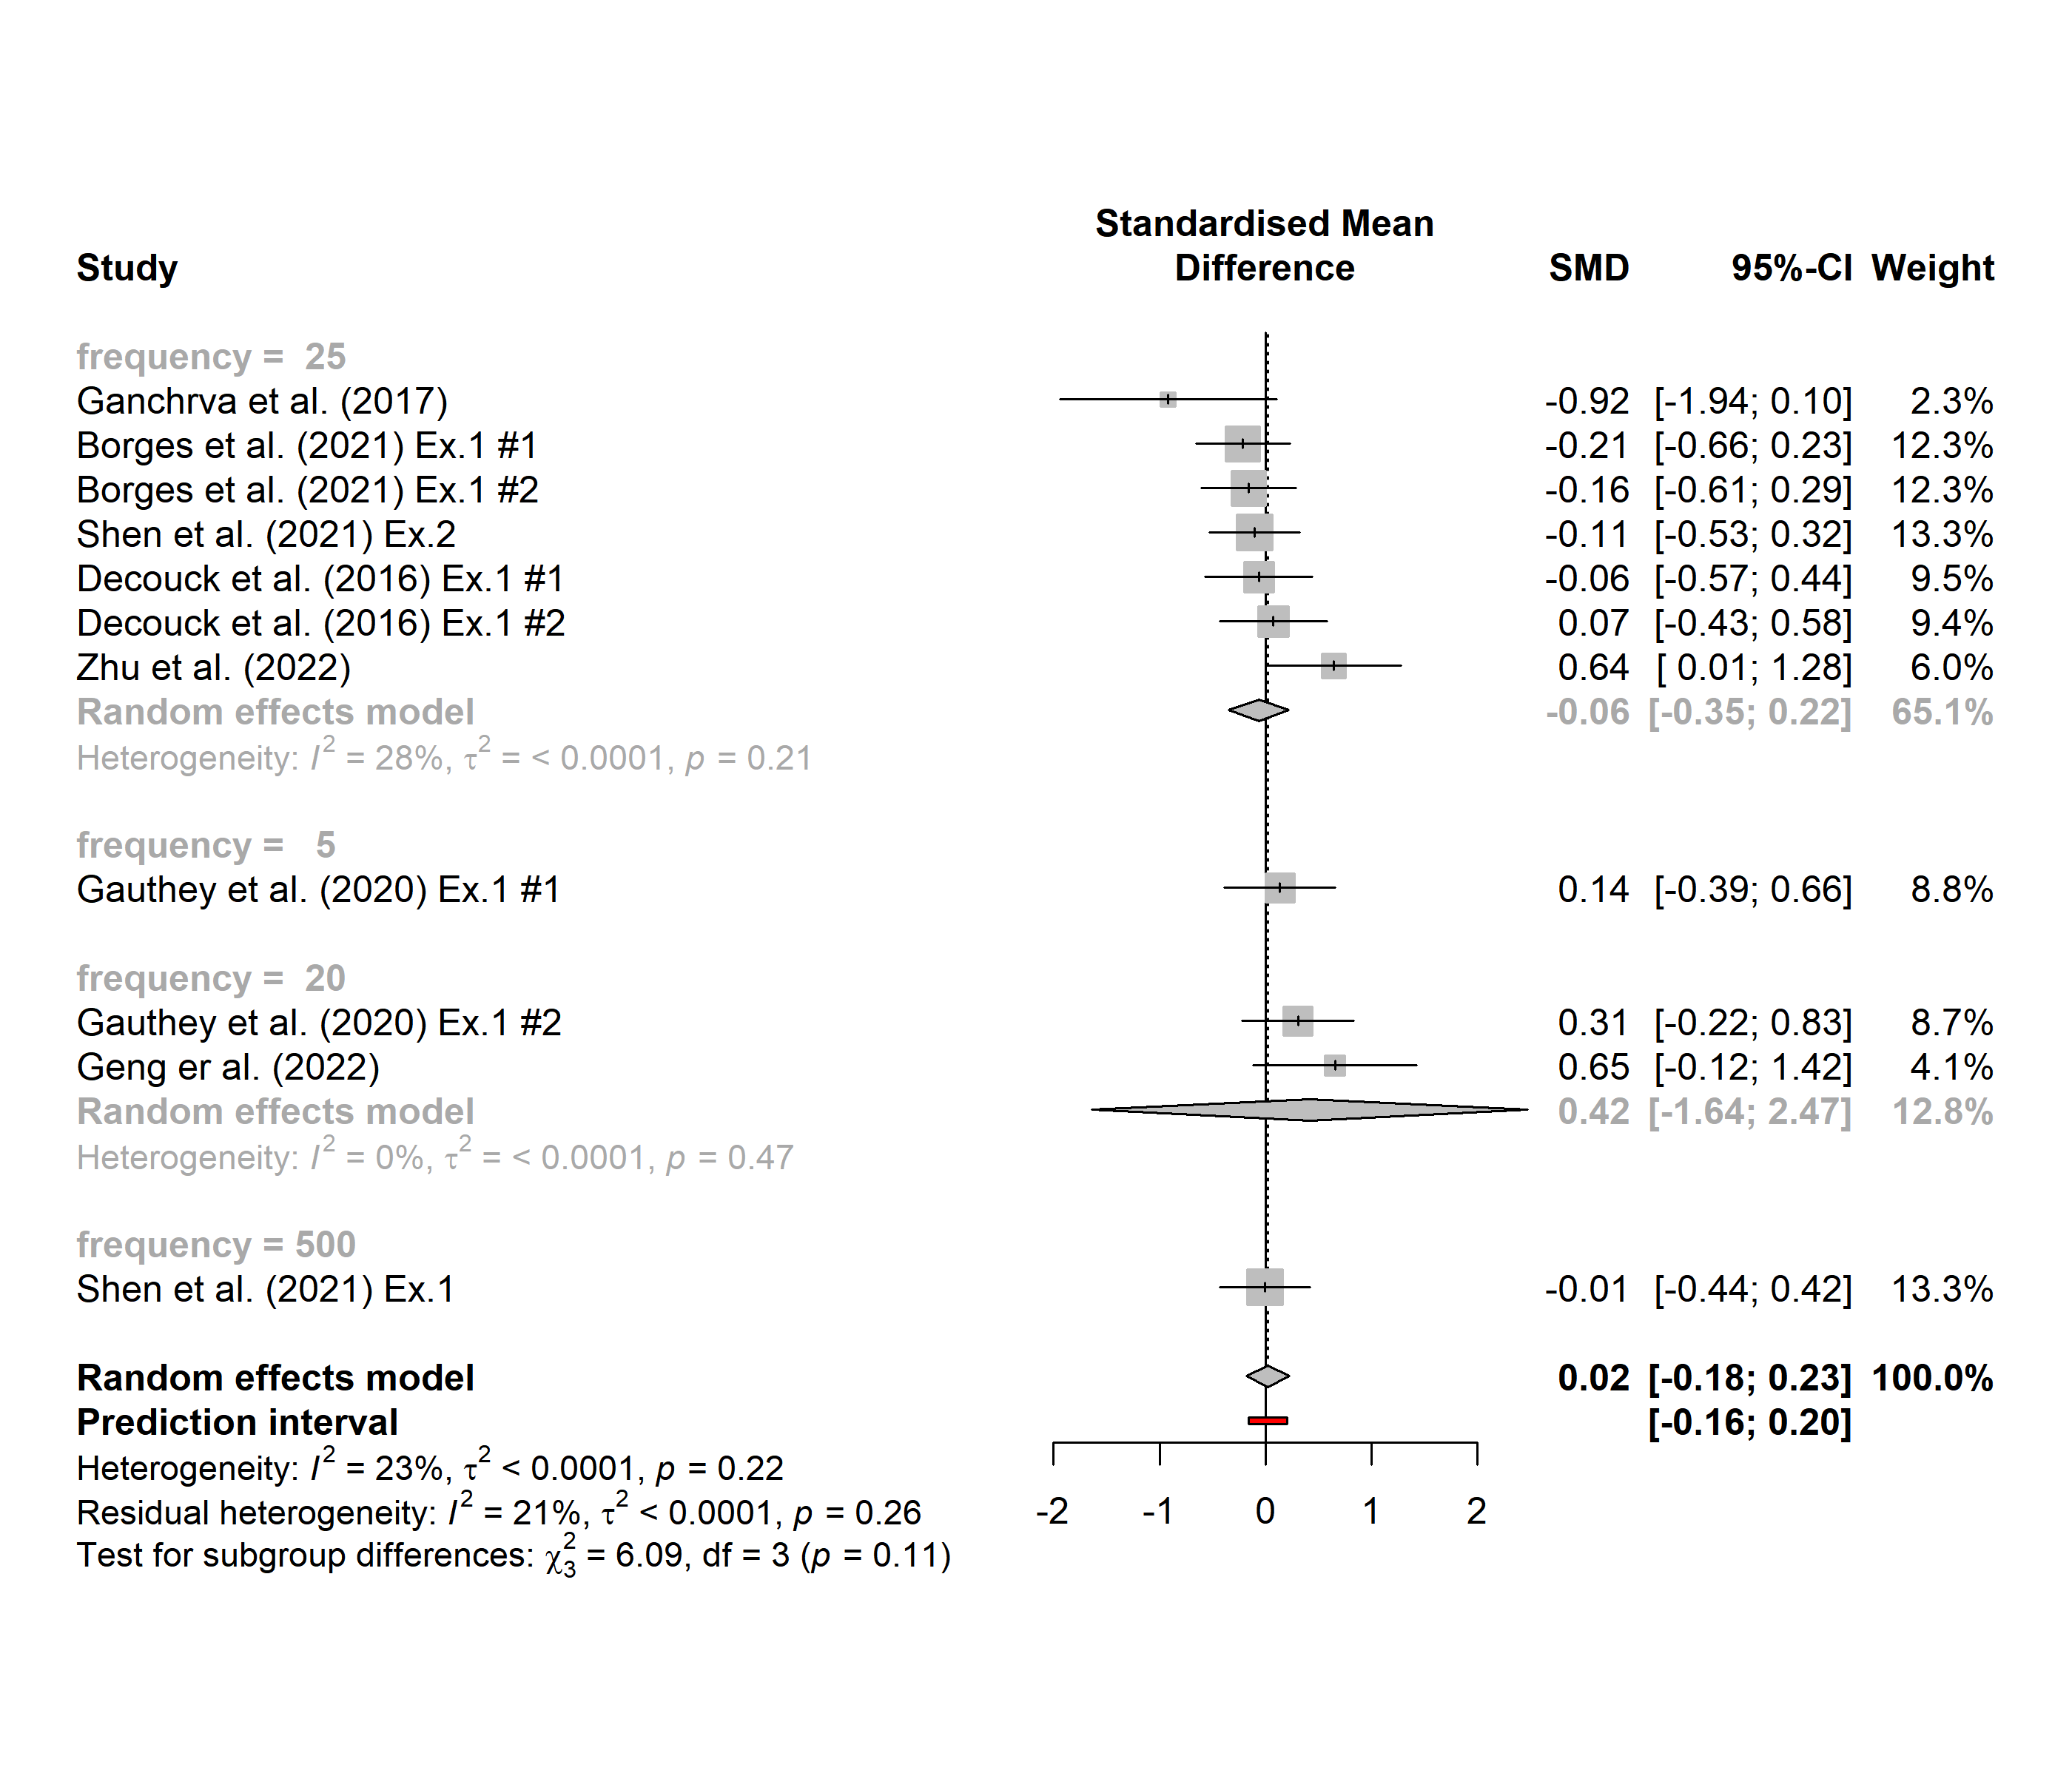 Standardised Mean
Study Difference SMD 95%-CI Weight
frequency = 25
Ganchrva et al. (2017) -0.92 [-1.94; 0.10] 2.3%
Borges et al. (2021) Ex.1 #1 -0.21 [-0.66; 0.23] 12.3%
Borges et al. (2021) Ex.1 #2 -0.16 [-0.61; 0.29] 12.3%
Shen et al. (2021) Ex.2 -0.11 [-0.53; 0.32] 13.3%
Decouck et al. (2016) Ex.1 #1 -0.06 [-0.57; 0.44] 9.5%
Decouck et al. (2016) Ex.1 #2 0.07 [-0.43; 0.58] 9.4%
Zhu et al. (2022) 0.64 [ 0.01; 1.28] 6.0%
Random effects model -0.06 [-0.35; 0.22] 65.1%
Heterogeneity: I² = 28%, τ² = < 0.0001, p = 0.21
frequency = 5
Gauthey et al. (2020) Ex.1 #1 0.14 [-0.39; 0.66] 8.8%
frequency = 20
Gauthey et al. (2020) Ex.1 #2 0.31 [-0.22; 0.83] 8.7%
Geng er al. (2022) 0.65 [-0.12; 1.42] 4.1%
Random effects model 0.42 [-1.64; 2.47] 12.8%
Heterogeneity: I² = 0%, τ² = < 0.0001, p = 0.47
frequency = 500
Shen et al. (2021) Ex.1 -0.01 [-0.44; 0.42] 13.3%
Random effects model 0.02 [-0.18; 0.23] 100.0%
Prediction interval [-0.16; 0.20]
Heterogeneity: I² = 23%, τ² < 0.0001, p = 0.22
Residual heterogeneity: I² = 21%, τ² < 0.0001, p = 0.26
-2 -1 0 1 2
Test for subgroup differences: χ²₃ = 6.09, df = 3 (p = 0.11)